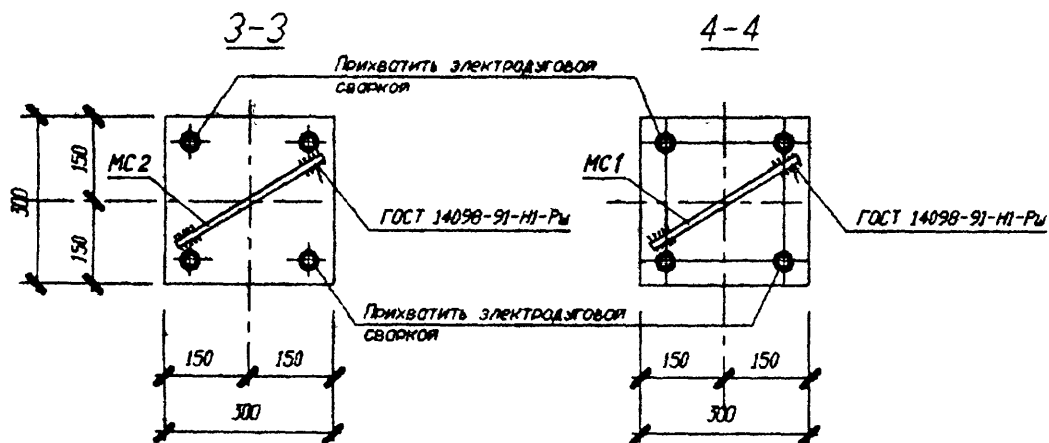 3-3
4-4
Прихватить электродуговой
сваркой
МС2
МС1
ГОСТ 14098-91-Н1-Рш
ГОСТ 14098-91-Н1-Рш
150
300
150
Прихватить электродуговой
сваркой
150
150
300
150
150
300